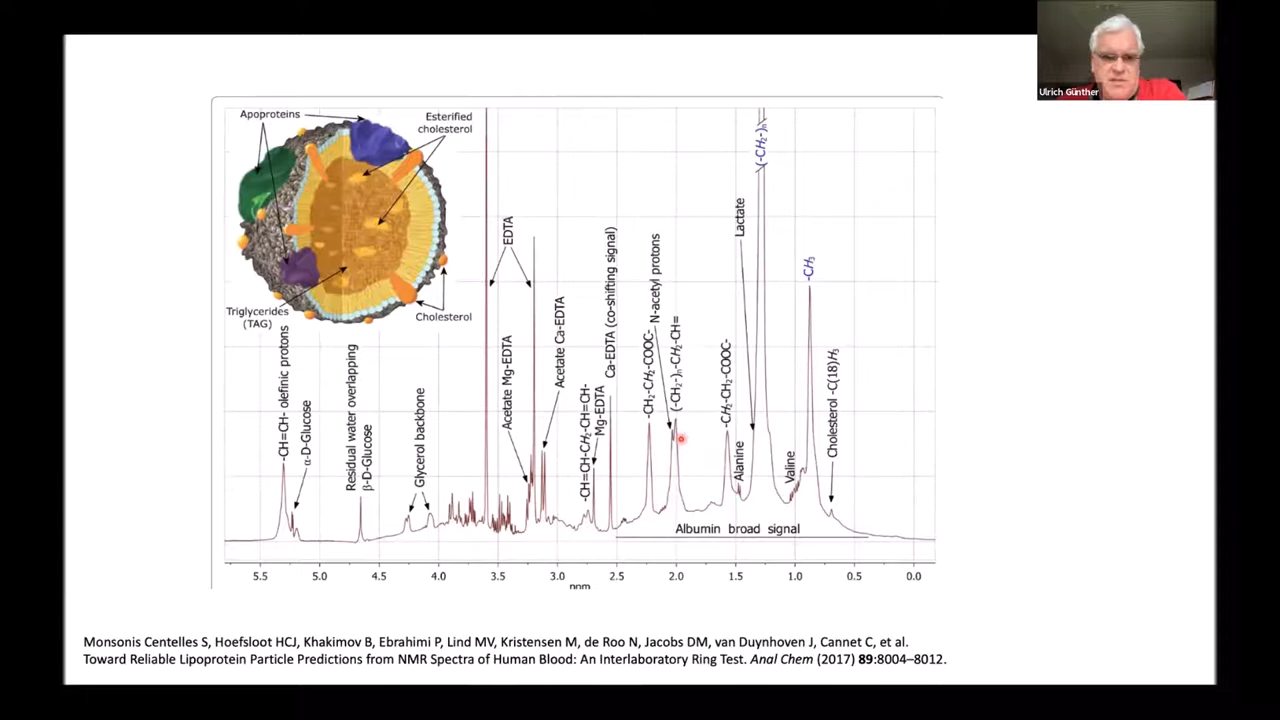 Ulrich Günther
Apoproteins
Esterified
cholesterol
Triglycerides
(TAG)
Cholesterol
-CH=CH- olefinic protons
α-D-Glucose
Residual water overlapping
β-D-Glucose
Glycerol backbone
EDTA
Acetate Mg-EDTA
Acetate Ca-EDTA
-CH=CH-CH₂-CH=CH-
Mg-EDTA
Ca-EDTA (co-shifting signal)
-CH₂-CH₂-COOC-
N-acetyl protons
(-CH₂-)ₙ-CH₂-CH=
-CH₂-CH₂-COOC-
Alanine
Lactate
(-CH₂-)ₙ
Valine
-CH₃
Cholesterol -C(18)H₃
Albumin broad signal
5.5 5.0 4.5 4.0 3.5 3.0 2.5 2.0 1.5 1.0 0.5 0.0
ppm
Monsonis Centelles S, Hoefsloot HCJ, Khakimov B, Ebrahimi P, Lind MV, Kristensen M, de Roo N, Jacobs DM, van Duynhoven J, Cannet C, et al.
Toward Reliable Lipoprotein Particle Predictions from NMR Spectra of Human Blood: An Interlaboratory Ring Test. Anal Chem (2017) 89:8004–8012.